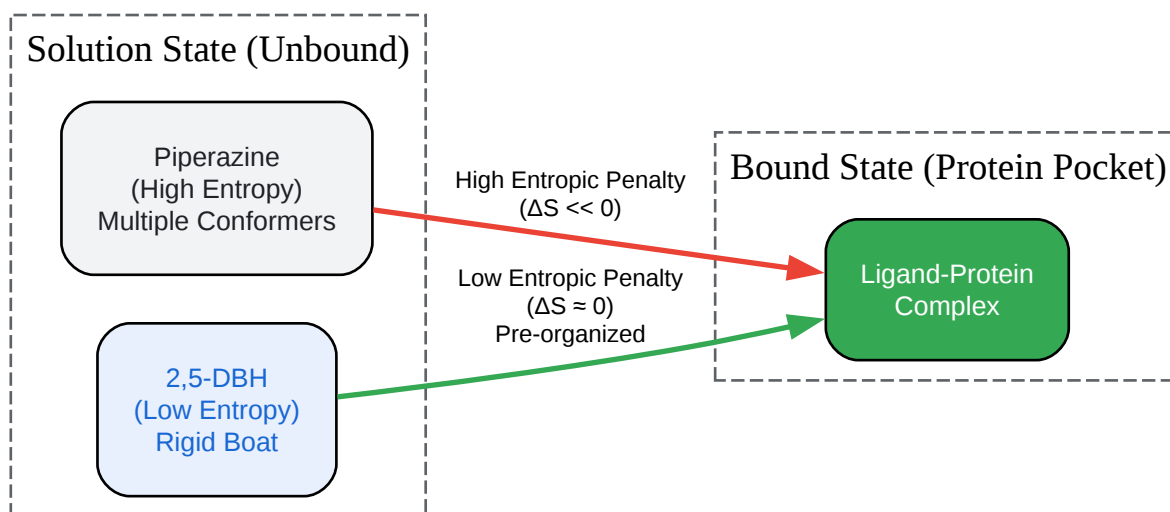 Solution State (Unbound)
Piperazine
(High Entropy)
Multiple Conformers
2,5-DBH
(Low Entropy)
Rigid Boat
High Entropic Penalty
(ΔS << 0)
Low Entropic Penalty
(ΔS ≈ 0)
Pre-organized
Bound State (Protein Pocket)
Ligand-Protein
Complex